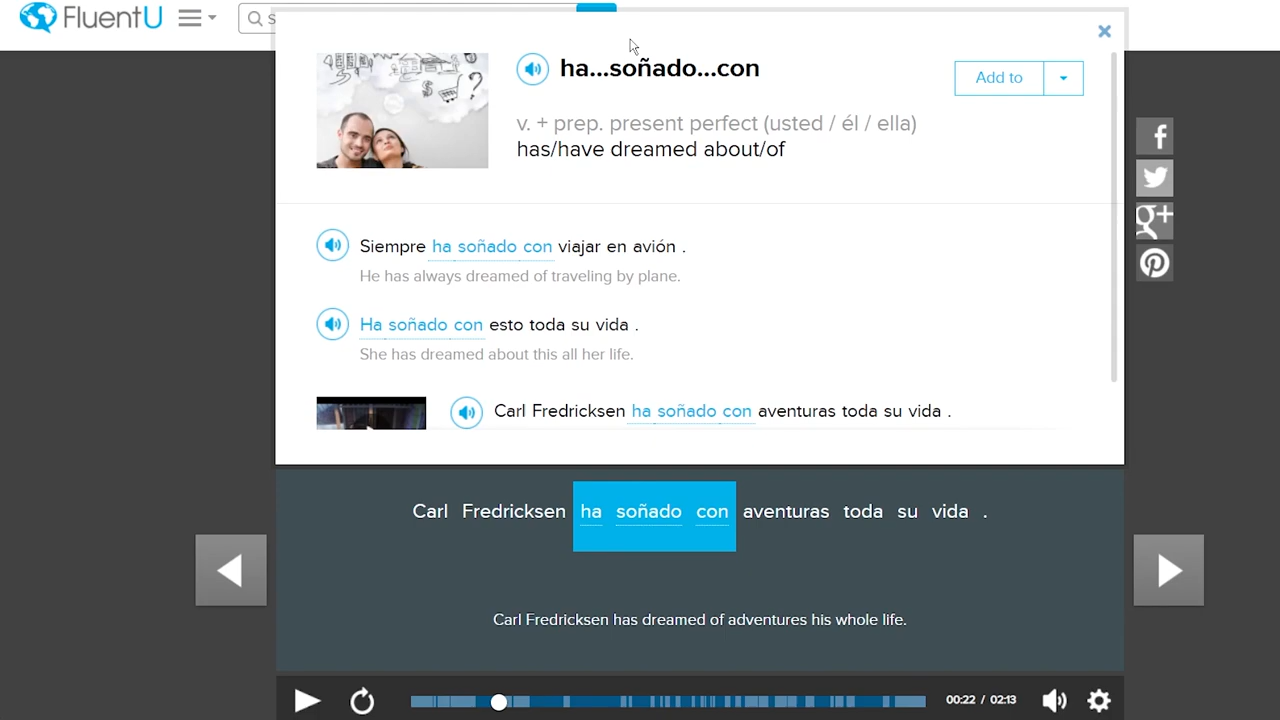 FluentU
ha...soñado...con
Add to
v. + prep. present perfect (usted / él / ella)
has/have dreamed about/of
Siempre ha soñado con viajar en avión .
He has always dreamed of traveling by plane.
Ha soñado con esto toda su vida .
She has dreamed about this all her life.
Carl Fredricksen ha soñado con aventuras toda su vida .
Carl Fredricksen ha soñado con aventuras toda su vida .
Carl Fredricksen has dreamed of adventures his whole life.
00:22 / 02:13